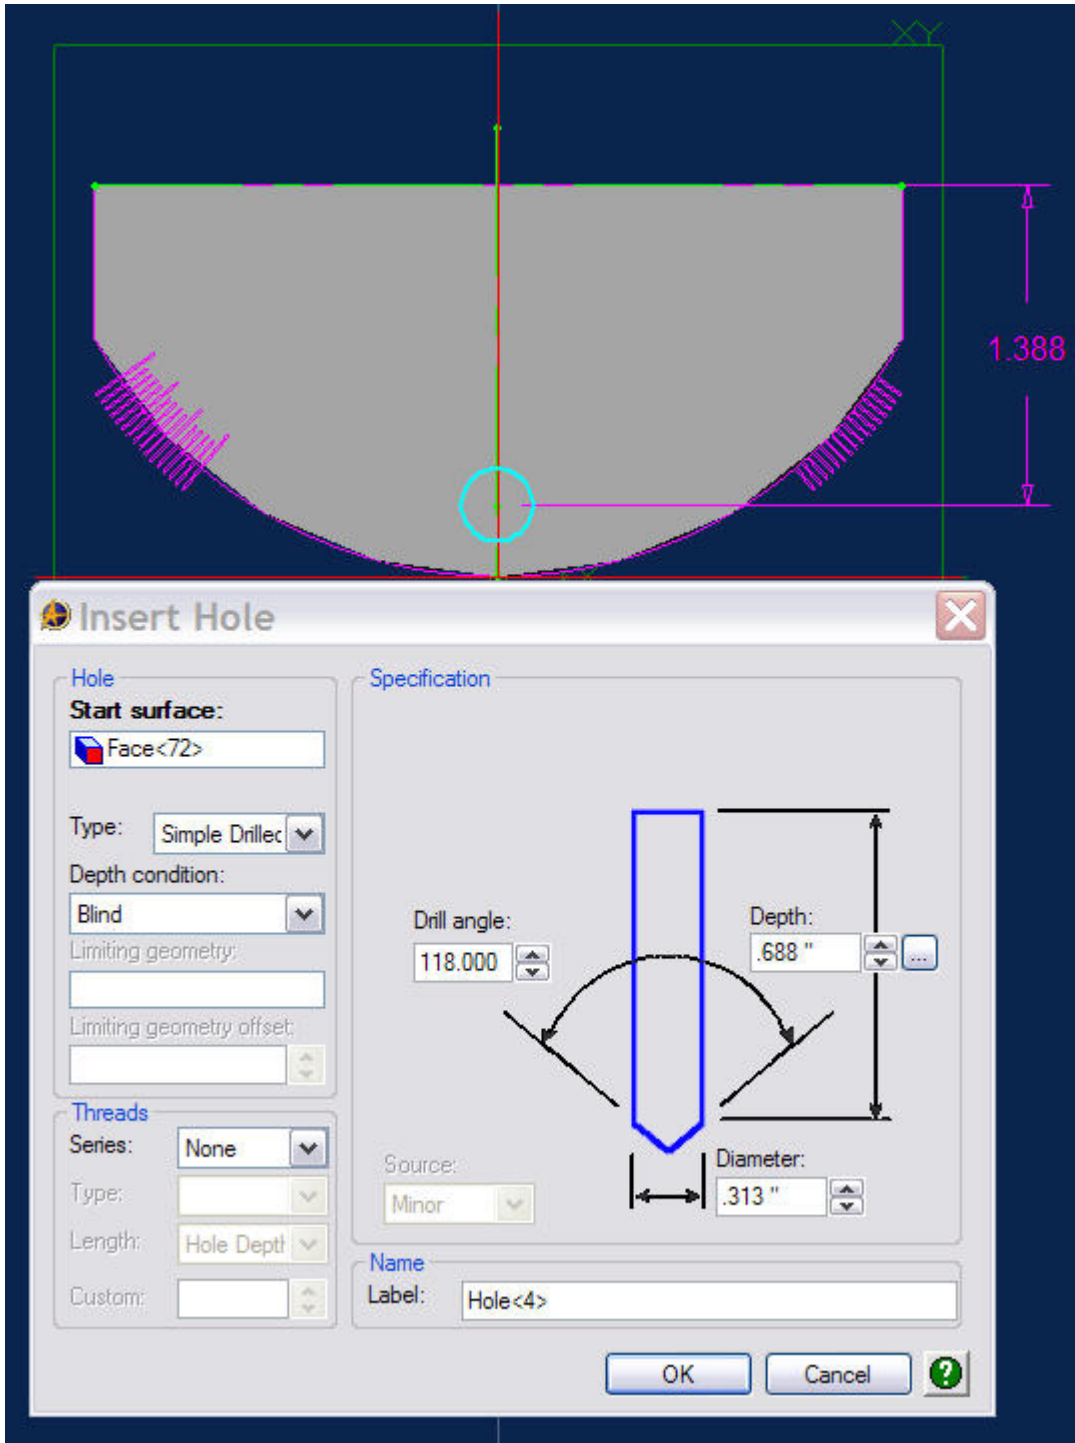 XY
1.388
Insert Hole
Hole
Start surface:
Face<72>
Type:
Simple Drillec
Depth condition:
Blind
Limiting geometry:
Limiting geometry offset:
Threads
Series:
None
Type:
Length:
Hole Dept
Custom:
Specification
Drill angle:
118.000
Depth:
.688 "
...
Source:
Minor
Diameter:
.313 "
Name
Label:
Hole<4>
OK
Cancel
?